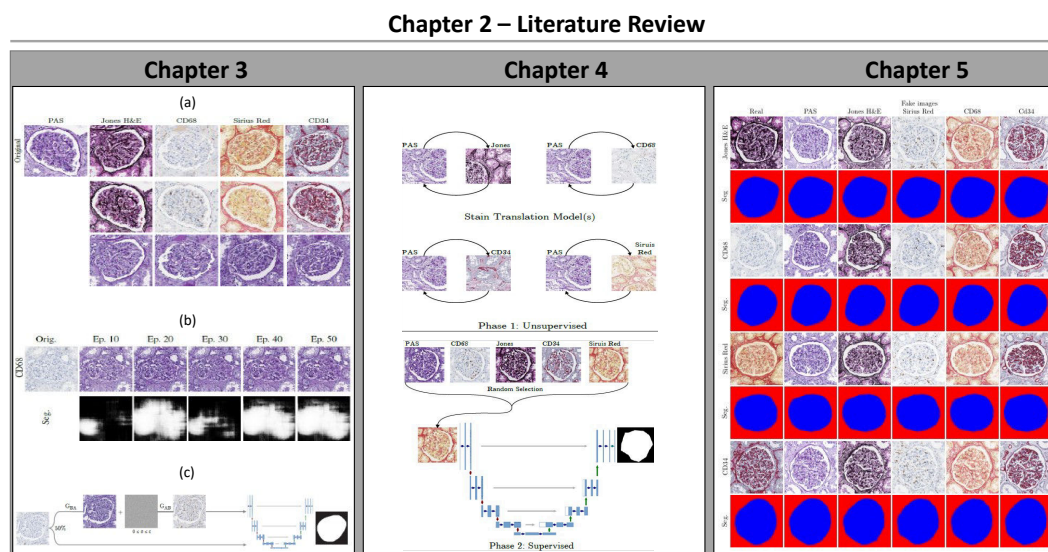 Chapter 2 – Literature Review
Chapter 3
(a)
PAS Jones H&E CD68 Sirius Red CD34
Original
(b)
Orig. Ep. 10 Ep. 20 Ep. 30 Ep. 40 Ep. 50
CD68
Seg.
(c)
G_BA G_AB
50%
+
Chapter 4
PAS Jones PAS CD68
Stain Translation Model(s)
PAS CD34 PAS Siruis
Red
Phase 1: Unsupervised
PAS CD68 Jones CD34 Siruis Red
Random Selection
Phase 2: Supervised
Chapter 5
Fake images
Real PAS Jones H&E Sirius Red CD68 Cd34
Jones H&E
Seg.
CD68
Seg.
Sirius Red
Seg.
CD34
Seg.